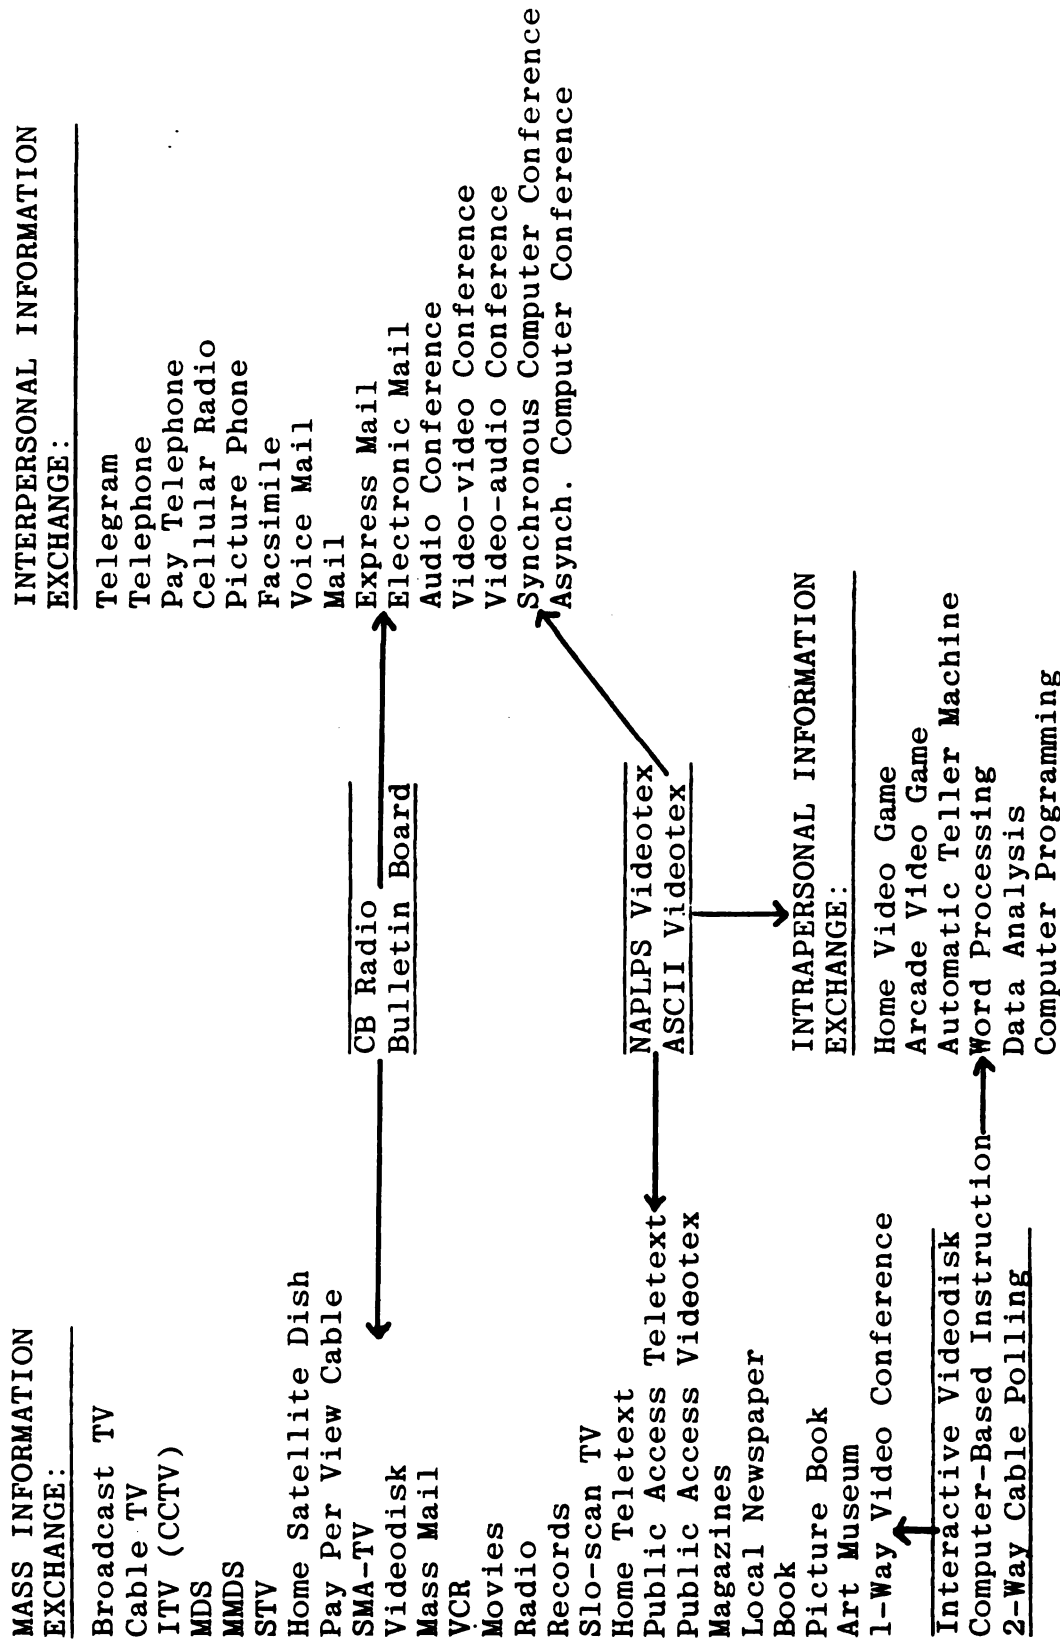 MASS INFORMATION
EXCHANGE:
Broadcast TV
Cable TV
ITV (CCTV)
MDS
MMDS
STV
Home Satellite Dish
Pay Per View Cable
SMA-TV
Videodisk
Mass Mail
VCR
Movies
Radio
Records
Slo-scan TV
Home Teletext
Public Access Teletext
Public Access Videotex
Magazines
Local Newspaper
Book
Picture Book
Art Museum
1-Way Video Conference
Interactive Videodisk
Computer-Based Instruction
2-Way Cable Polling
CB Radio
Bulletin Board
NAPLPS Videotex
ASCII Videotex
INTRAPERSONAL INFORMATION
EXCHANGE:
Home Video Game
Arcade Video Game
Automatic Teller Machine
Word Processing
Data Analysis
Computer Programming
INTERPERSONAL INFORMATION
EXCHANGE:
Telegram
Telephone
Pay Telephone
Cellular Radio
Picture Phone
Facsimile
Voice Mail
Mail
Express Mail
Electronic Mail
Audio Conference
Video-video Conference
Video-audio Conference
Synchronous Computer Conference
Asynch. Computer Conference